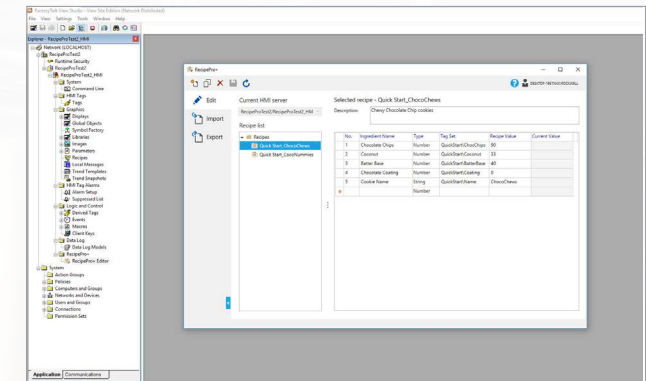 FactoryTalk View Studio - View Site Edition (Network Distributed)
File View Settings Tools Window Help
Explorer - RecipeProTest2_HMI
Network (LOCALHOST)
RecipeProTest2
Runtime Security
RecipeProTest2
RecipeProTest2_HMI
System
Command Line
HMI Tags
Tags
Graphics
Displays
Global Objects
Symbol Factory
Libraries
Images
Parameters
Recipes
Local Messages
Trend Templates
Trend Snapshots
HMI Tag Alarms
Alarm Setup
Suppressed List
Logic and Control
Derived Tags
Events
Macros
Client Keys
Data Log
Data Log Models
RecipePro+
RecipePro+ Editor
System
Action Groups
Policies
Computers and Groups
Networks and Devices
Users and Groups
Connections
Permission Sets
Application Communications
RecipePro+
Edit
Import
Export
Current HMI server
RecipeProTest2/RecipeProTest2_HMI
Recipe list
Recipes
Quick Start_ChocoChews
Quick Start_CocoNummies
Selected recipe - Quick Start_ChocoChews
Description: Chewy Chocolate Chip cookies
No. Ingredient Name Type Tag Set Recipe Value Current Value
1 Chocolate Chips Number QuickStart\ChocChips 90
2 Coconut Number QuickStart\Coconut 33
3 Batter Base Number QuickStart\BatterBase 40
4 Chocolate Coating Number QuickStart\Coating 0
5 Cookie Name String QuickStart\Name ChocoChews
Number